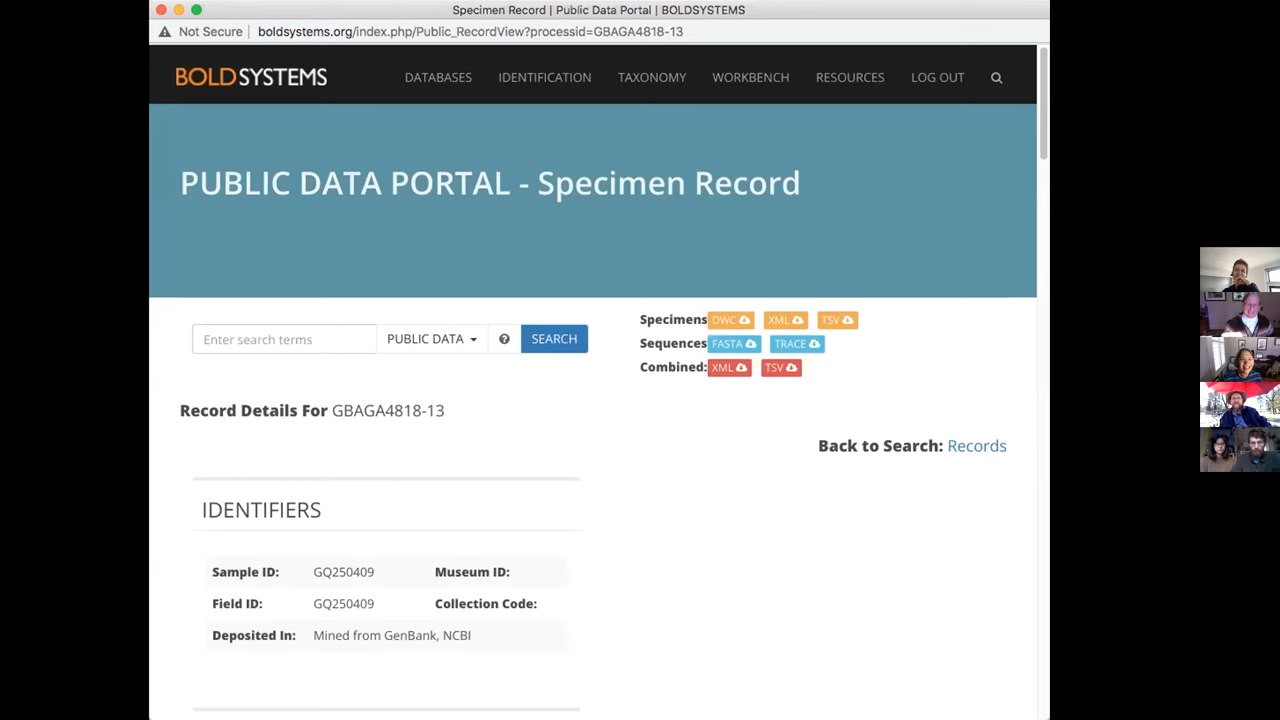 Specimen Record | Public Data Portal | BOLDSYSTEMS
Not Secure boldsystems.org/index.php/Public_RecordView?processid=GBAGA4818-13
BOLDSYSTEMS DATABASES IDENTIFICATION TAXONOMY WORKBENCH RESOURCES LOG OUT
PUBLIC DATA PORTAL - Specimen Record
Enter search terms PUBLIC DATA SEARCH
Specimens DWC XML TSV
Sequences FASTA TRACE
Combined: XML TSV
Record Details For GBAGA4818-13
Back to Search: Records
IDENTIFIERS
Sample ID: GQ250409 Museum ID:
Field ID: GQ250409 Collection Code:
Deposited In: Mined from GenBank, NCBI